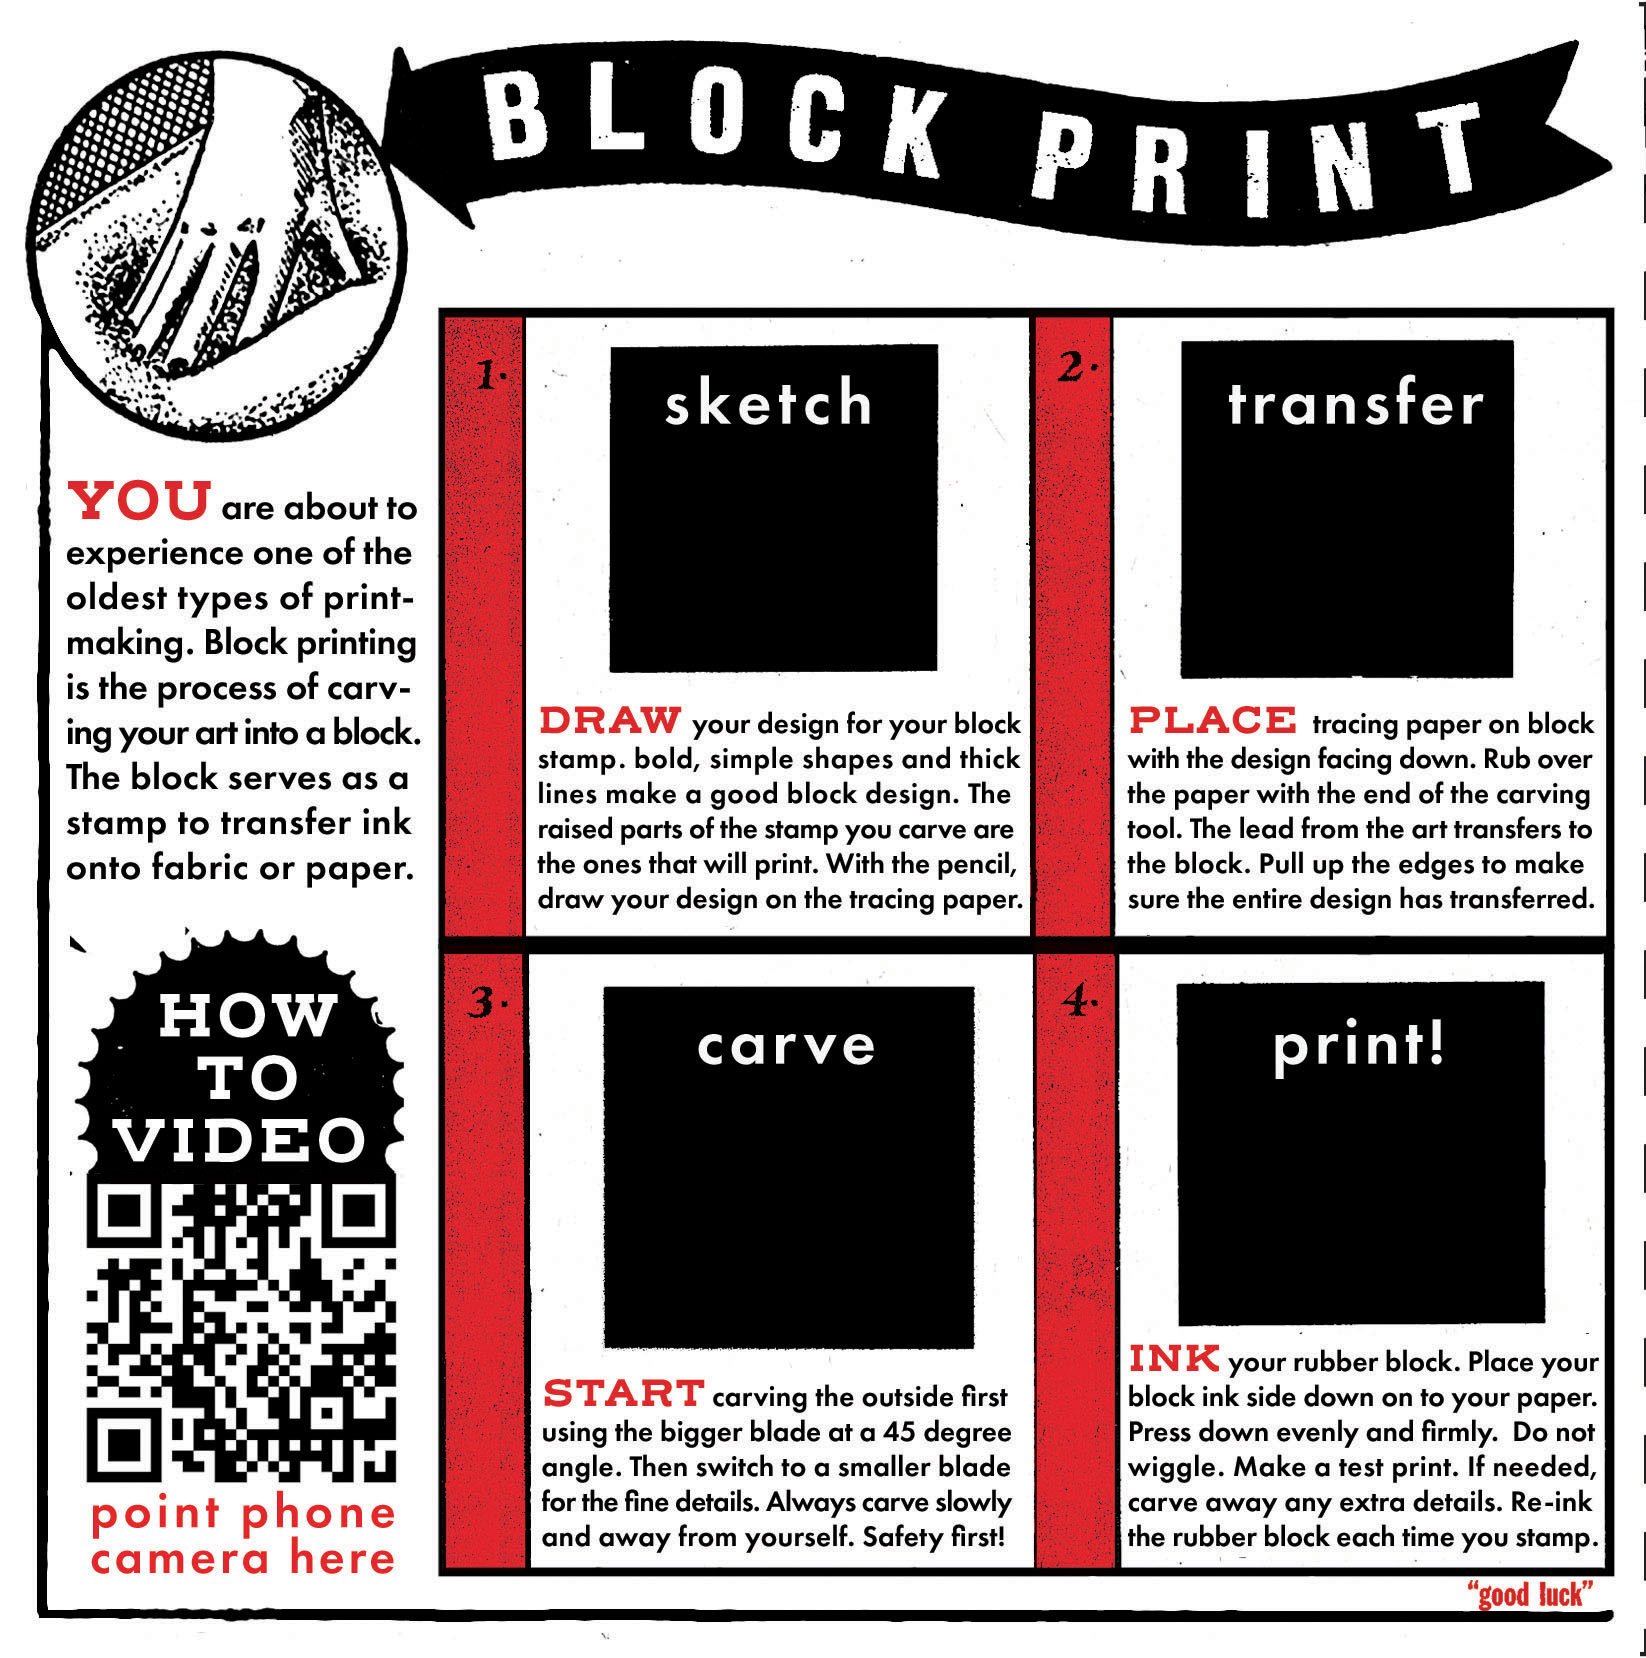 BLOCK PRINT
YOU are about to
experience one of the
oldest types of print-
making. Block printing
is the process of carv-
ing your art into a block.
The block serves as a
stamp to transfer ink
onto fabric or paper.
HOW
TO
VIDEO
point phone
camera here
1.
sketch
DRAW your design for your block
stamp. bold, simple shapes and thick
lines make a good block design. The
raised parts of the stamp you carve are
the ones that will print. With the pencil,
draw your design on the tracing paper.
2.
transfer
PLACE tracing paper on block
with the design facing down. Rub over
the paper with the end of the carving
tool. The lead from the art transfers to
the block. Pull up the edges to make
sure the entire design has transferred.
3.
carve
START carving the outside first
using the bigger blade at a 45 degree
angle. Then switch to a smaller blade
for the fine details. Always carve slowly
and away from yourself. Safety first!
4.
print!
INK your rubber block. Place your
block ink side down on to your paper.
Press down evenly and firmly. Do not
wiggle. Make a test print. If needed,
carve away any extra details. Re-ink
the rubber block each time you stamp.
"good luck"